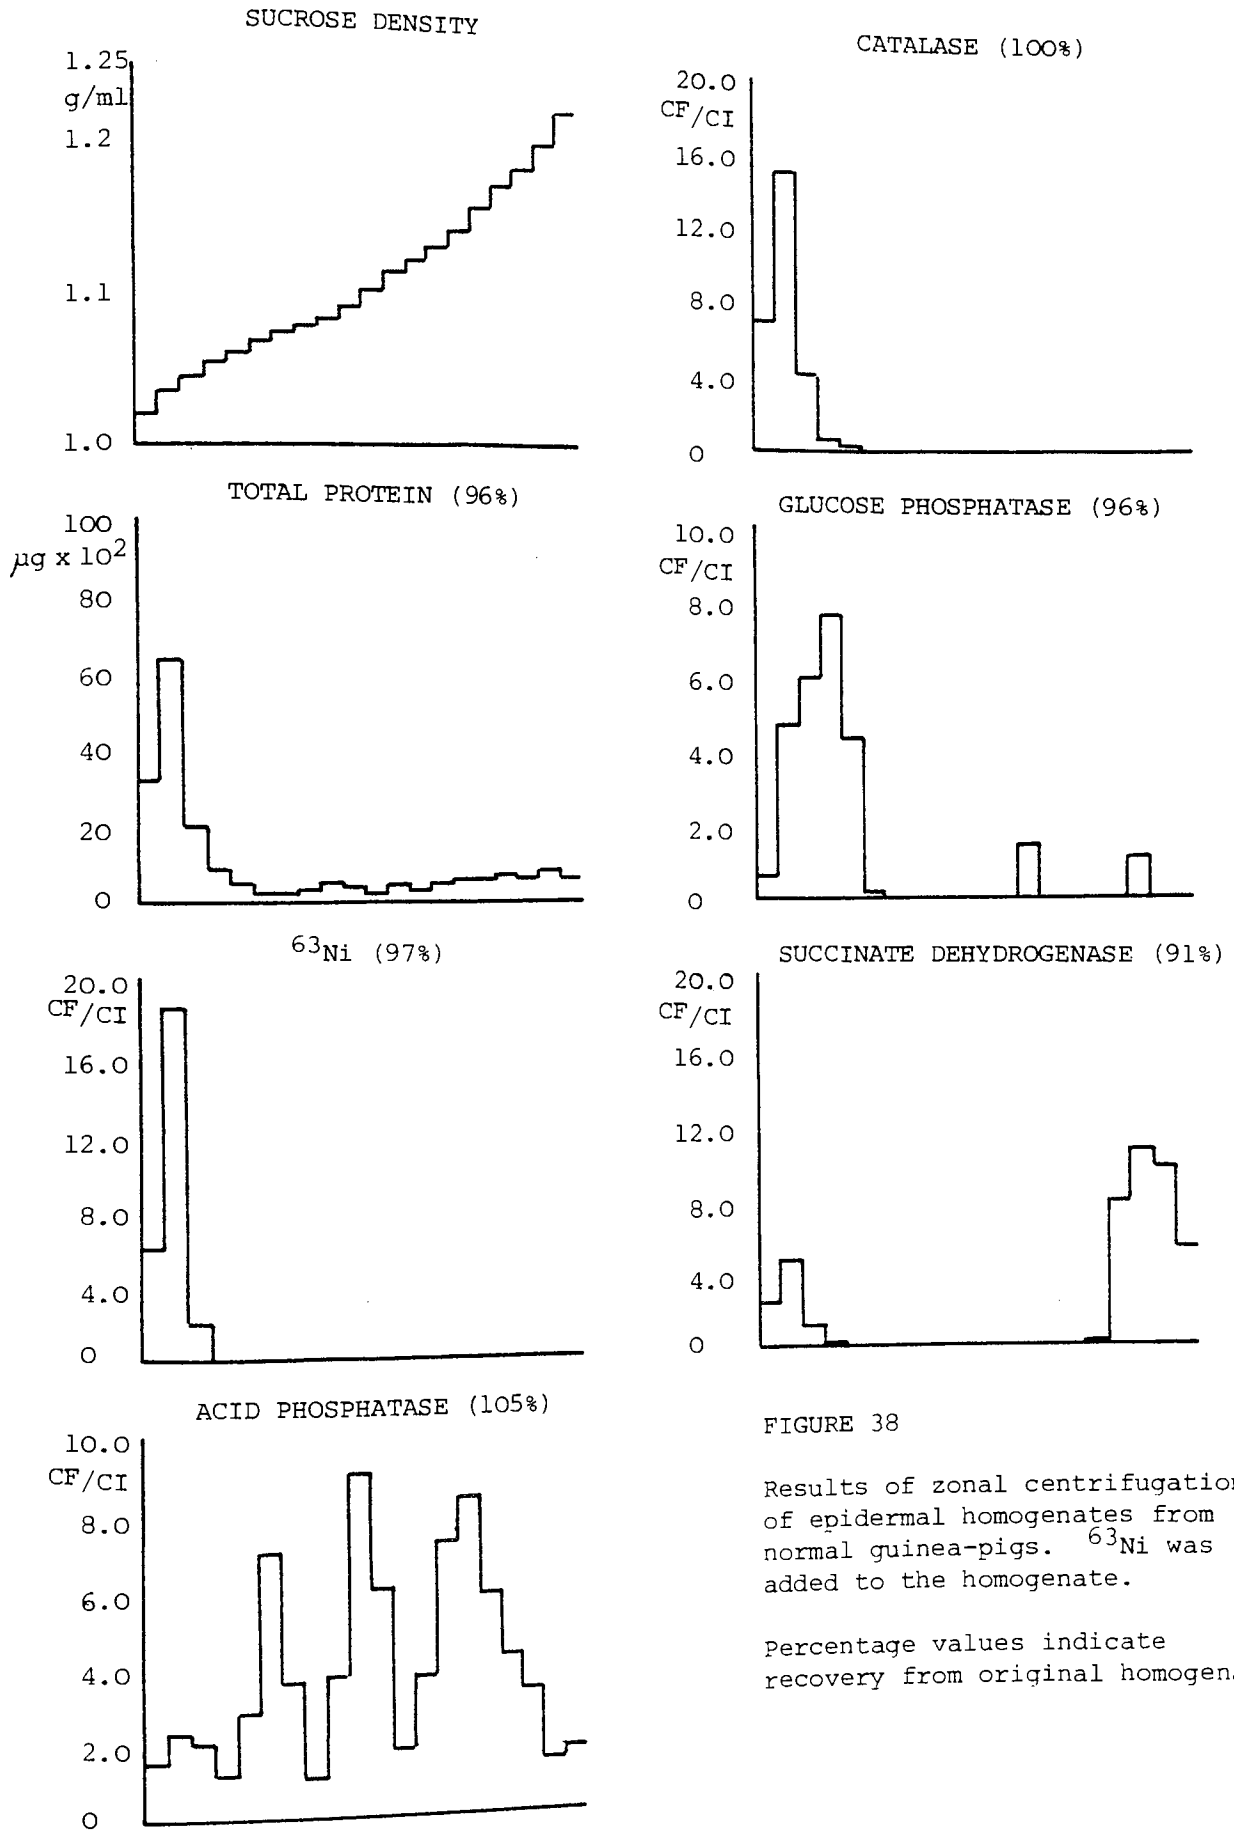 SUCROSE DENSITY
1.25
g/ml
1.2
1.1
1.0
CATALASE (100%)
20.0
CF/CI
16.0
12.0
8.0
4.0
0
TOTAL PROTEIN (96%)
100
µg x 10²
80
60
40
20
0
GLUCOSE PHOSPHATASE (96%)
10.0
CF/CI
8.0
6.0
4.0
2.0
0
⁶³Ni (97%)
20.0
CF/CI
16.0
12.0
8.0
4.0
0
SUCCINATE DEHYDROGENASE (91%)
20.0
CF/CI
16.0
12.0
8.0
4.0
0
ACID PHOSPHATASE (105%)
10.0
CF/CI
8.0
6.0
4.0
2.0
0
FIGURE 38
Results of zonal centrifugation
of epidermal homogenates from
normal guinea-pigs. ⁶³Ni was
added to the homogenate.
Percentage values indicate
recovery from original